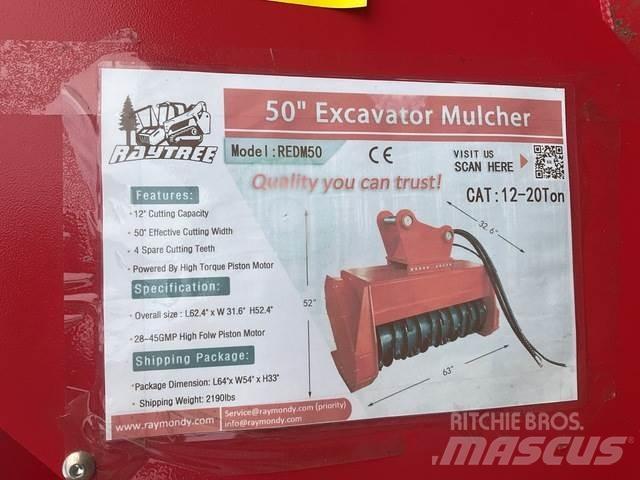 50" Excavator Mulcher
RAYTREE
Model:REDM50
CE
VISIT US
SCAN HERE
Quality you can trust!
CAT:12-20Ton
Features:
· 12" Cutting Capacity
· 50" Effective Cutting Width
· 4 Spare Cutting Teeth
· Powered By High Torque Piston Motor
Specification:
· Overall size : L62.4" x W 31.6" H52.4"
· 28-45GMP High Folw Piston Motor
Shipping Package:
·Package Dimension: L64"x W54" x H33"
· Shipping Weight: 2190lbs
32.6"
52"
63"
www.raymondy.com
Service@raymondy.com (priority)
info@raymondy.com
RITCHIE BROS.
MASCUS